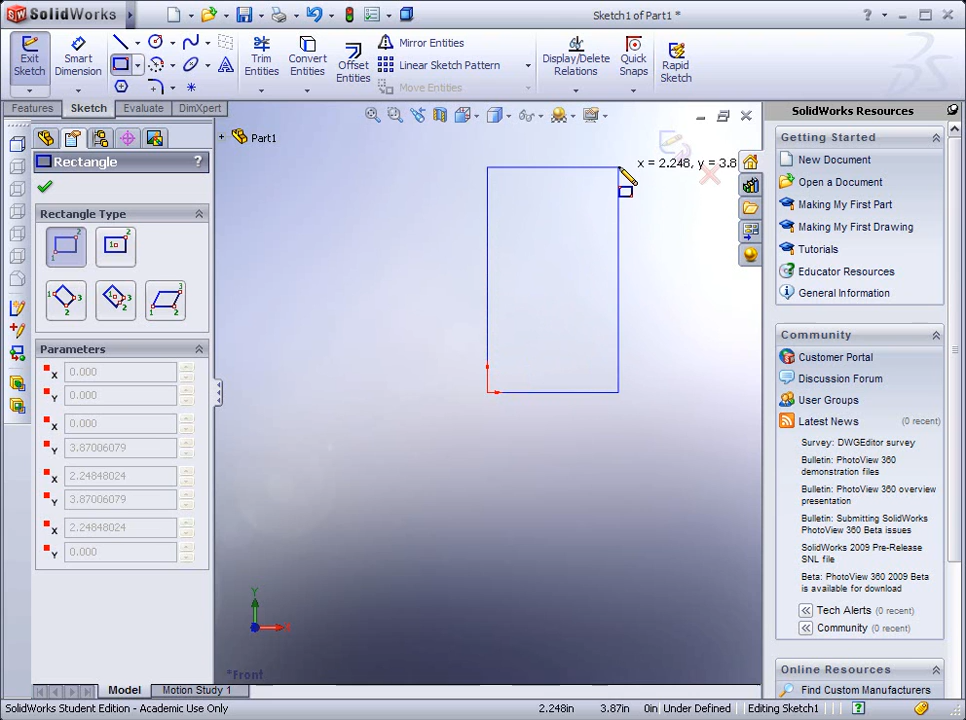 SolidWorks
Sketch1 of Part1 *
Exit Sketch
Smart Dimension
Trim Entities
Convert Entities
Offset Entities
Mirror Entities
Linear Sketch Pattern
Move Entities
Display/Delete Relations
Quick Snaps
Rapid Sketch
Features
Sketch
Evaluate
DimXpert
Part1
Rectangle
?
Rectangle Type
Parameters
X 0.000
Y 0.000
X 0.000
Y 3.87006079
X 2.24848024
Y 3.87006079
X 2.24848024
Y 0.000
x = 2.248, y = 3.8
Y
X
*Front
Model
Motion Study 1
SolidWorks Resources
Getting Started
New Document
Open a Document
Making My First Part
Making My First Drawing
Tutorials
Educator Resources
General Information
Community
Customer Portal
Discussion Forum
User Groups
Latest News (0 recent)
Survey: DWGEditor survey
Bulletin: PhotoView 360
demonstration files
Bulletin: PhotoView 360 overview
presentation
Bulletin: Submitting SolidWorks
PhotoView 360 Beta issues
SolidWorks 2009 Pre-Release
SNL file
Beta: PhotoView 360 2009 Beta
is available for download
Tech Alerts (0 recent)
Community (0 recent)
Online Resources
Find Custom Manufacturers
SolidWorks Student Edition - Academic Use Only
2.248in 3.87in 0in Under Defined Editing Sketch1